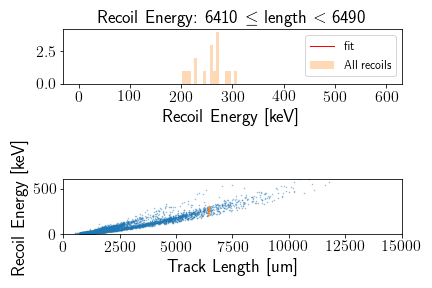 Recoil Energy: 6410 ≤ length < 6490
2.5
0.0
fit
All recoils
0 100 200 300 400 500 600
Recoil Energy [keV]
Recoil Energy [keV]
500
0
0 2500 5000 7500 10000 12500 15000
Track Length [um]